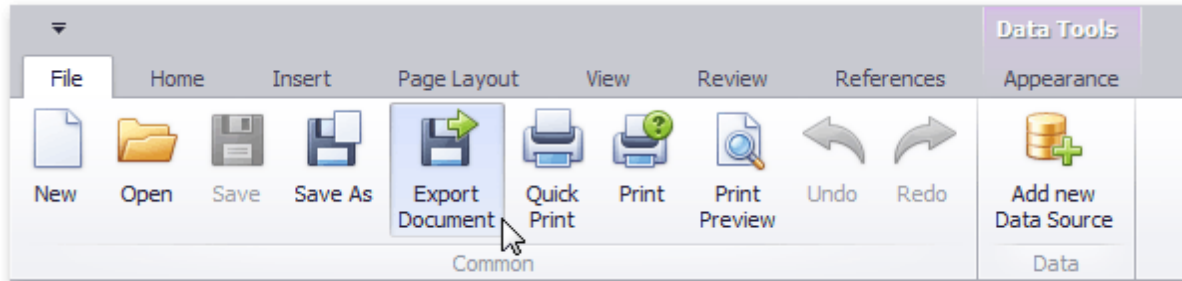 Data Tools
File Home Insert Page Layout View Review References Appearance
New Open Save Save As Export Document Quick Print Print Print Preview Undo Redo Add new Data Source
Common Data